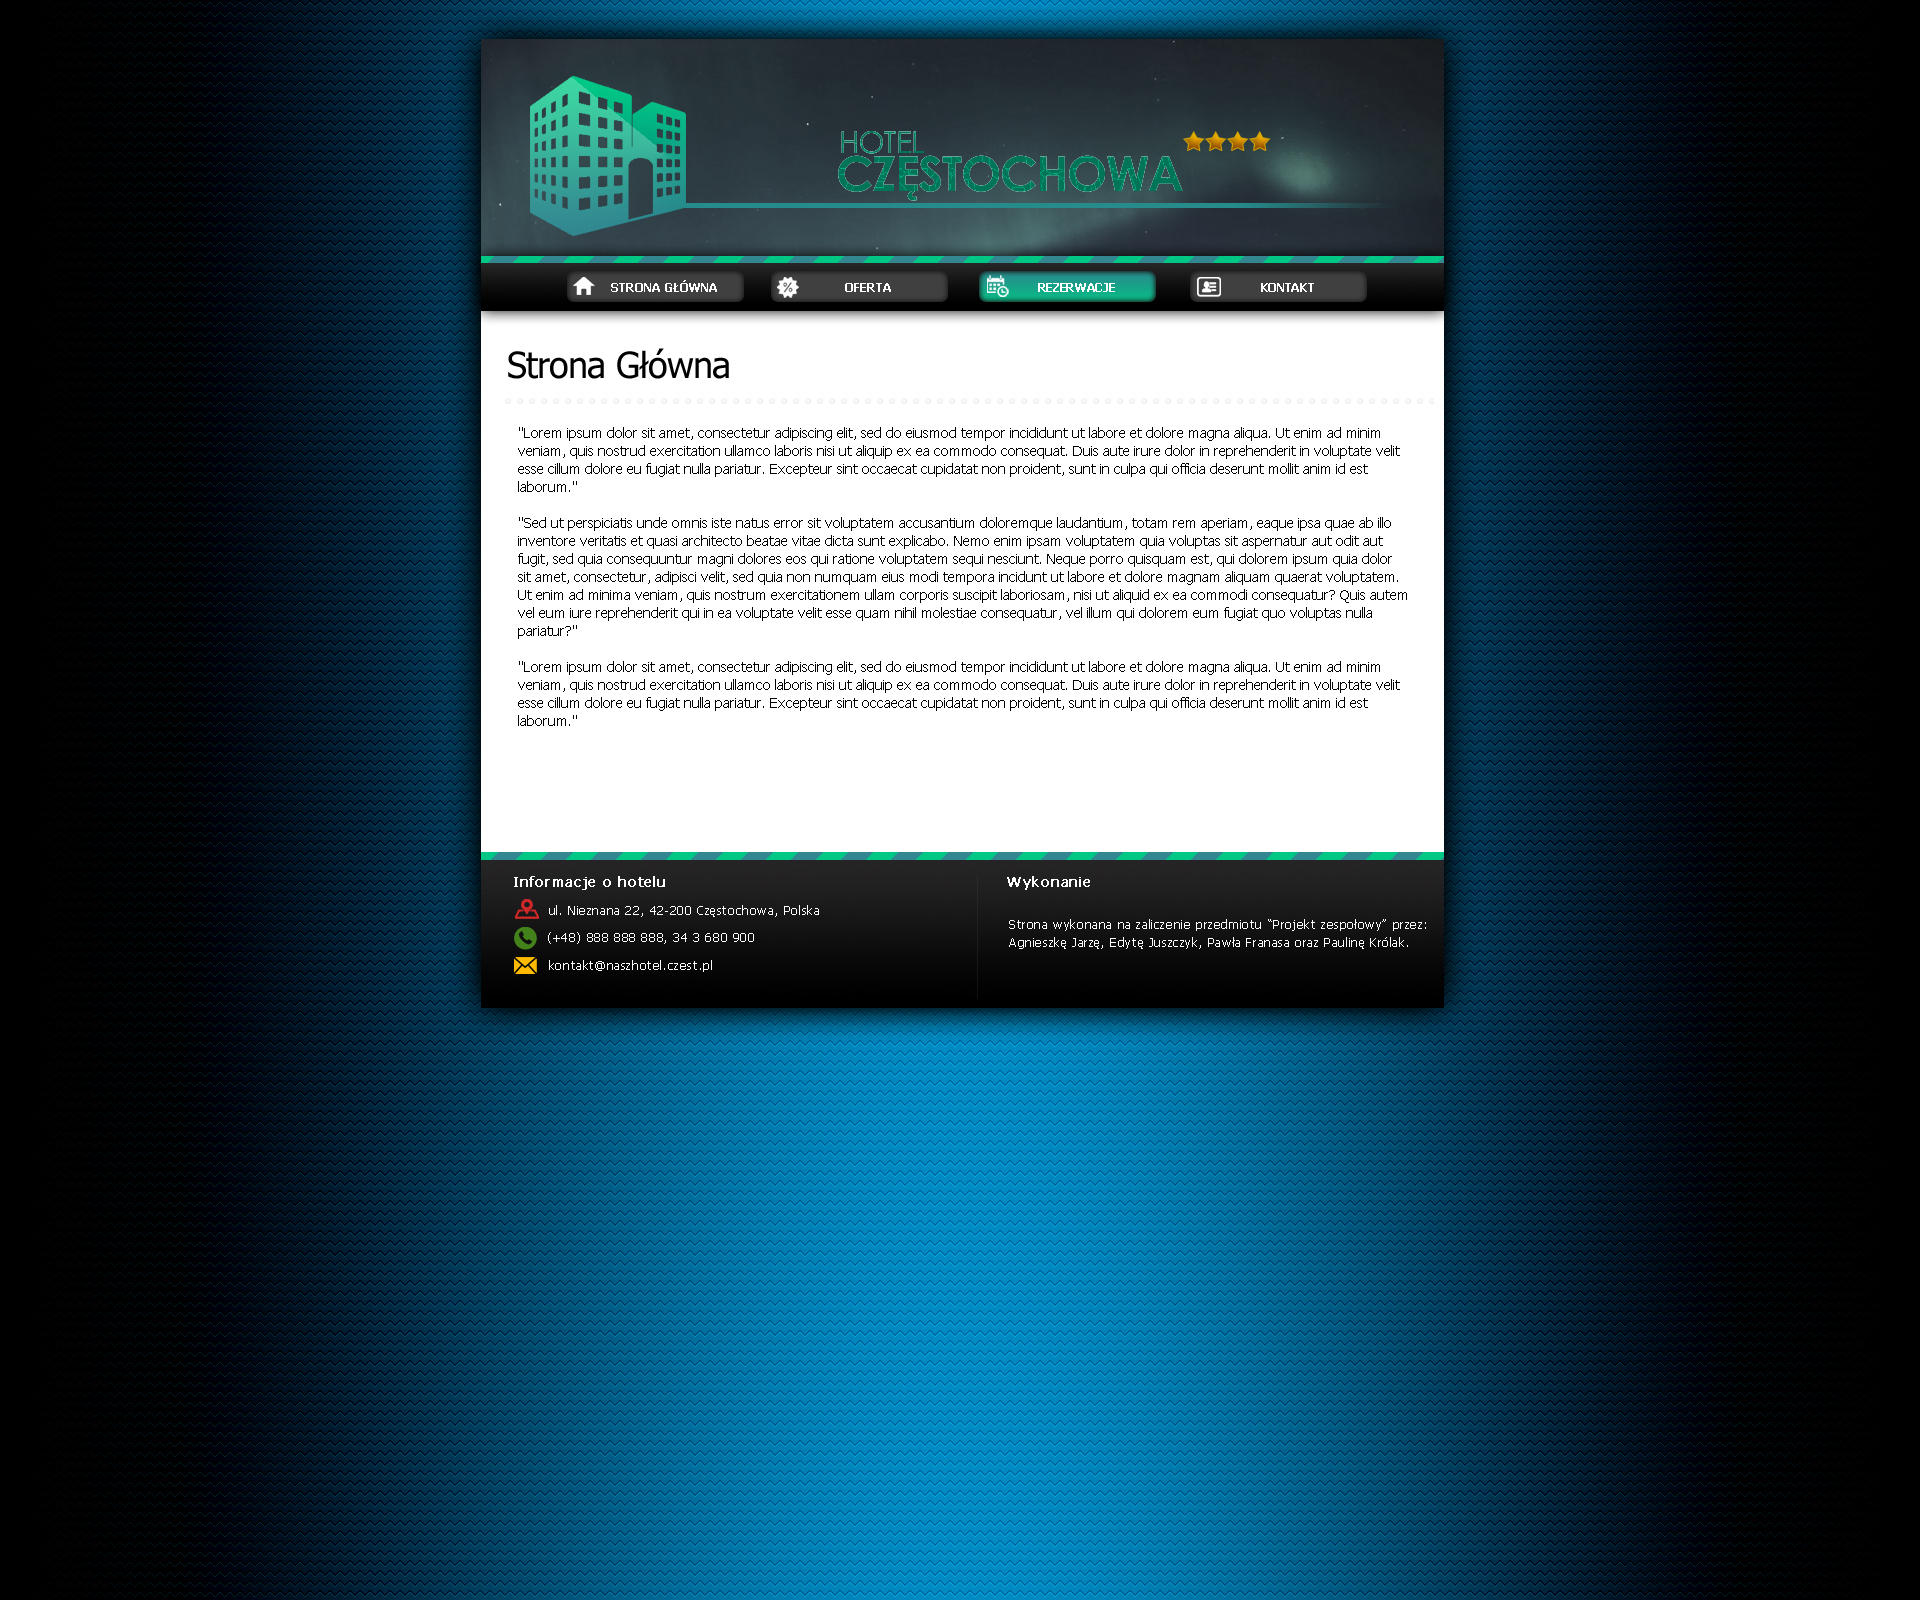 HOTEL
CZĘSTOCHOWA
STRONA GŁÓWNA
OFERTA
REZERWACJE
KONTAKT
Strona Główna
"Lorem ipsum dolor sit amet, consectetur adipiscing elit, sed do eiusmod tempor incididunt ut labore et dolore magna aliqua. Ut enim ad minim
veniam, quis nostrud exercitation ullamco laboris nisi ut aliquip ex ea commodo consequat. Duis aute irure dolor in reprehenderit in voluptate velit
esse cillum dolore eu fugiat nulla pariatur. Excepteur sint occaecat cupidatat non proident, sunt in culpa qui officia deserunt mollit anim id est
laborum."
"Sed ut perspiciatis unde omnis iste natus error sit voluptatem accusantium doloremque laudantium, totam rem aperiam, eaque ipsa quae ab illo
inventore veritatis et quasi architecto beatae vitae dicta sunt explicabo. Nemo enim ipsam voluptatem quia voluptas sit aspernatur aut odit aut
fugit, sed quia consequuntur magni dolores eos qui ratione voluptatem sequi nesciunt. Neque porro quisquam est, qui dolorem ipsum quia dolor
sit amet, consectetur, adipisci velit, sed quia non numquam eius modi tempora incidunt ut labore et dolore magnam aliquam quaerat voluptatem.
Ut enim ad minima veniam, quis nostrum exercitationem ullam corporis suscipit laboriosam, nisi ut aliquid ex ea commodi consequatur? Quis autem
vel eum iure reprehenderit qui in ea voluptate velit esse quam nihil molestiae consequatur, vel illum qui dolorem eum fugiat quo voluptas nulla
pariatur?"
"Lorem ipsum dolor sit amet, consectetur adipiscing elit, sed do eiusmod tempor incididunt ut labore et dolore magna aliqua. Ut enim ad minim
veniam, quis nostrud exercitation ullamco laboris nisi ut aliquip ex ea commodo consequat. Duis aute irure dolor in reprehenderit in voluptate velit
esse cillum dolore eu fugiat nulla pariatur. Excepteur sint occaecat cupidatat non proident, sunt in culpa qui officia deserunt mollit anim id est
laborum."
Informacje o hotelu
ul. Nieznana 22, 42-200 Częstochowa, Polska
(+48) 888 888 888, 34 3 680 900
kontakt@naszhotel.czest.pl
Wykonanie
Strona wykonana na zaliczenie przedmiotu “Projekt zespołowy” przez:
Agnieszkę Jarzę, Edytę Juszczyk, Pawła Franasa oraz Paulinę Królak.